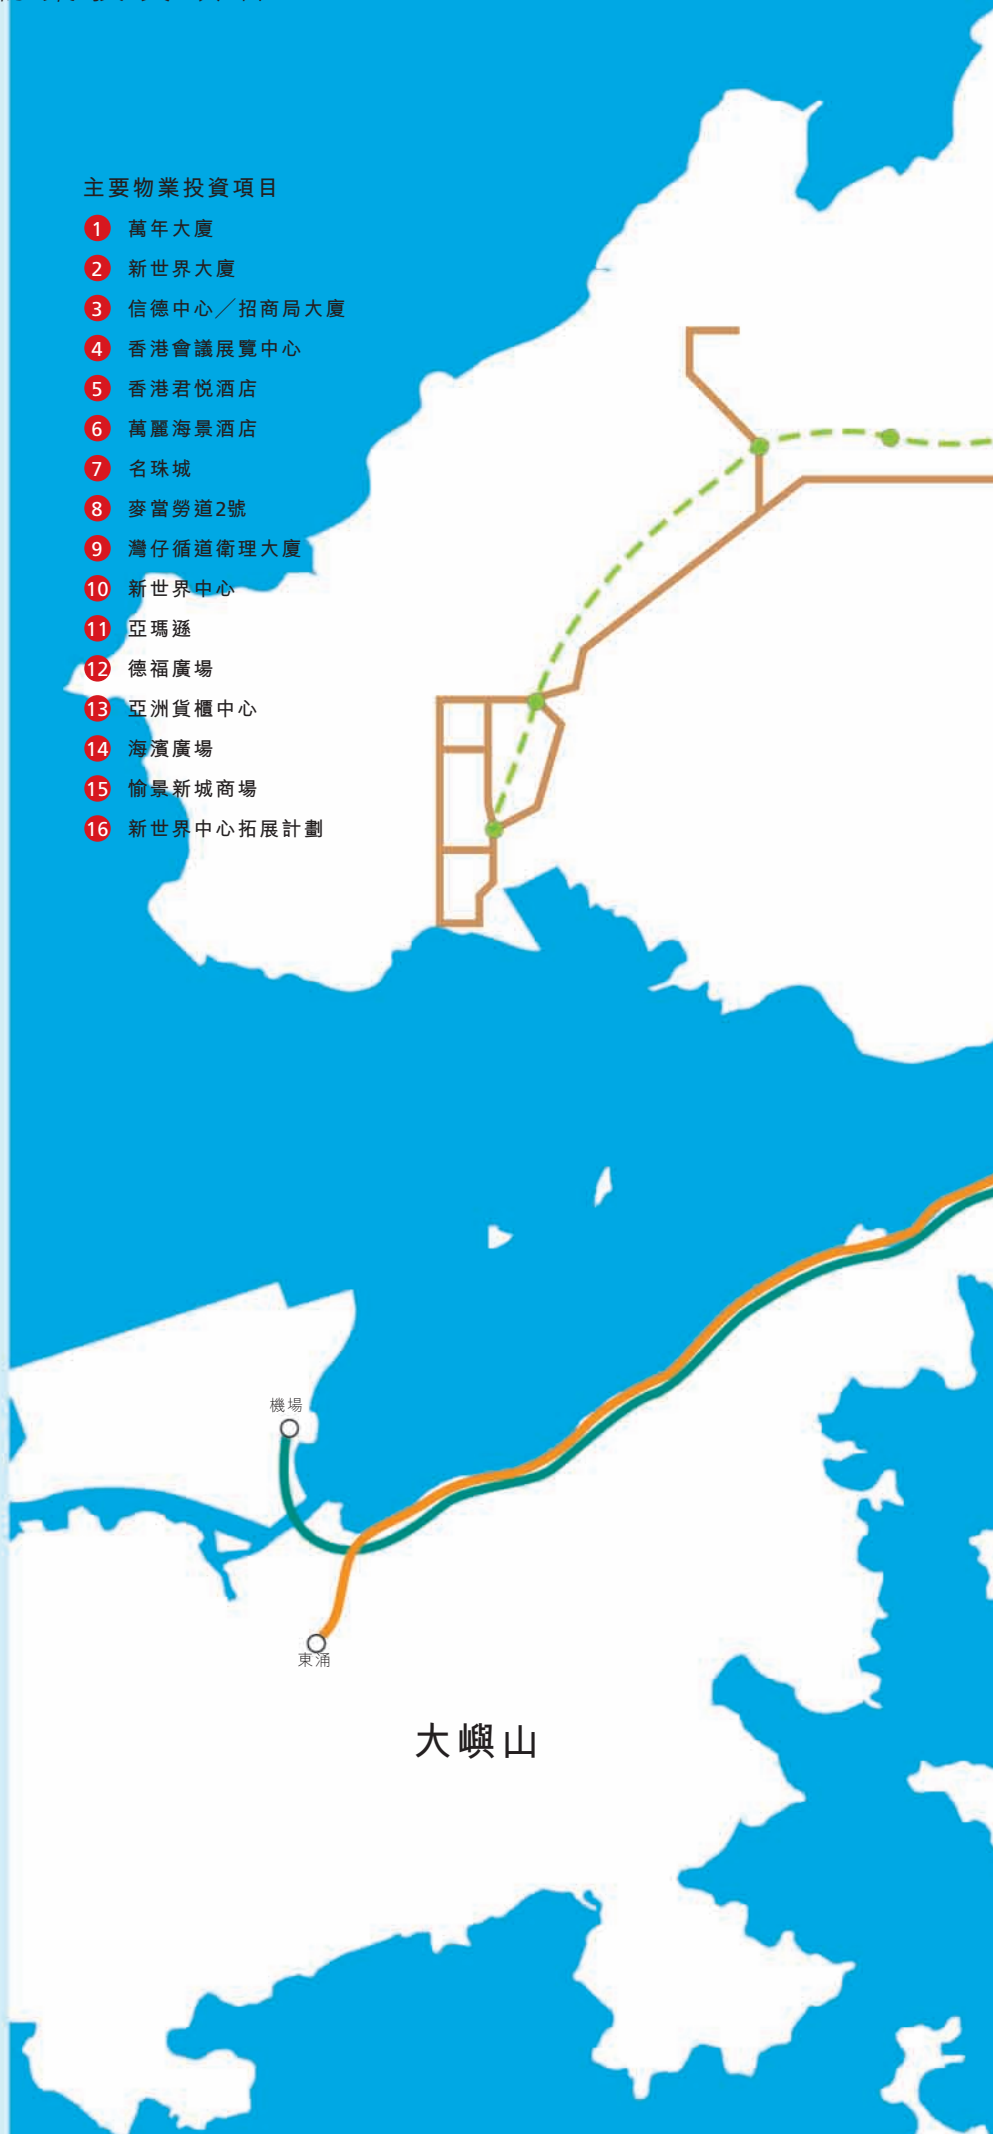 主要物業投資項目
1 萬年大廈
2 新世界大廈
3 信德中心／招商局大廈
4 香港會議展覽中心
5 香港君悅酒店
6 萬麗海景酒店
7 名珠城
8 麥當勞道2號
9 灣仔循道衛理大廈
10 新世界中心
11 亞瑪遜
12 德福廣場
13 亞洲貨櫃中心
14 海濱廣場
15 愉景新城商場
16 新世界中心拓展計劃
機場
東涌
大嶼山